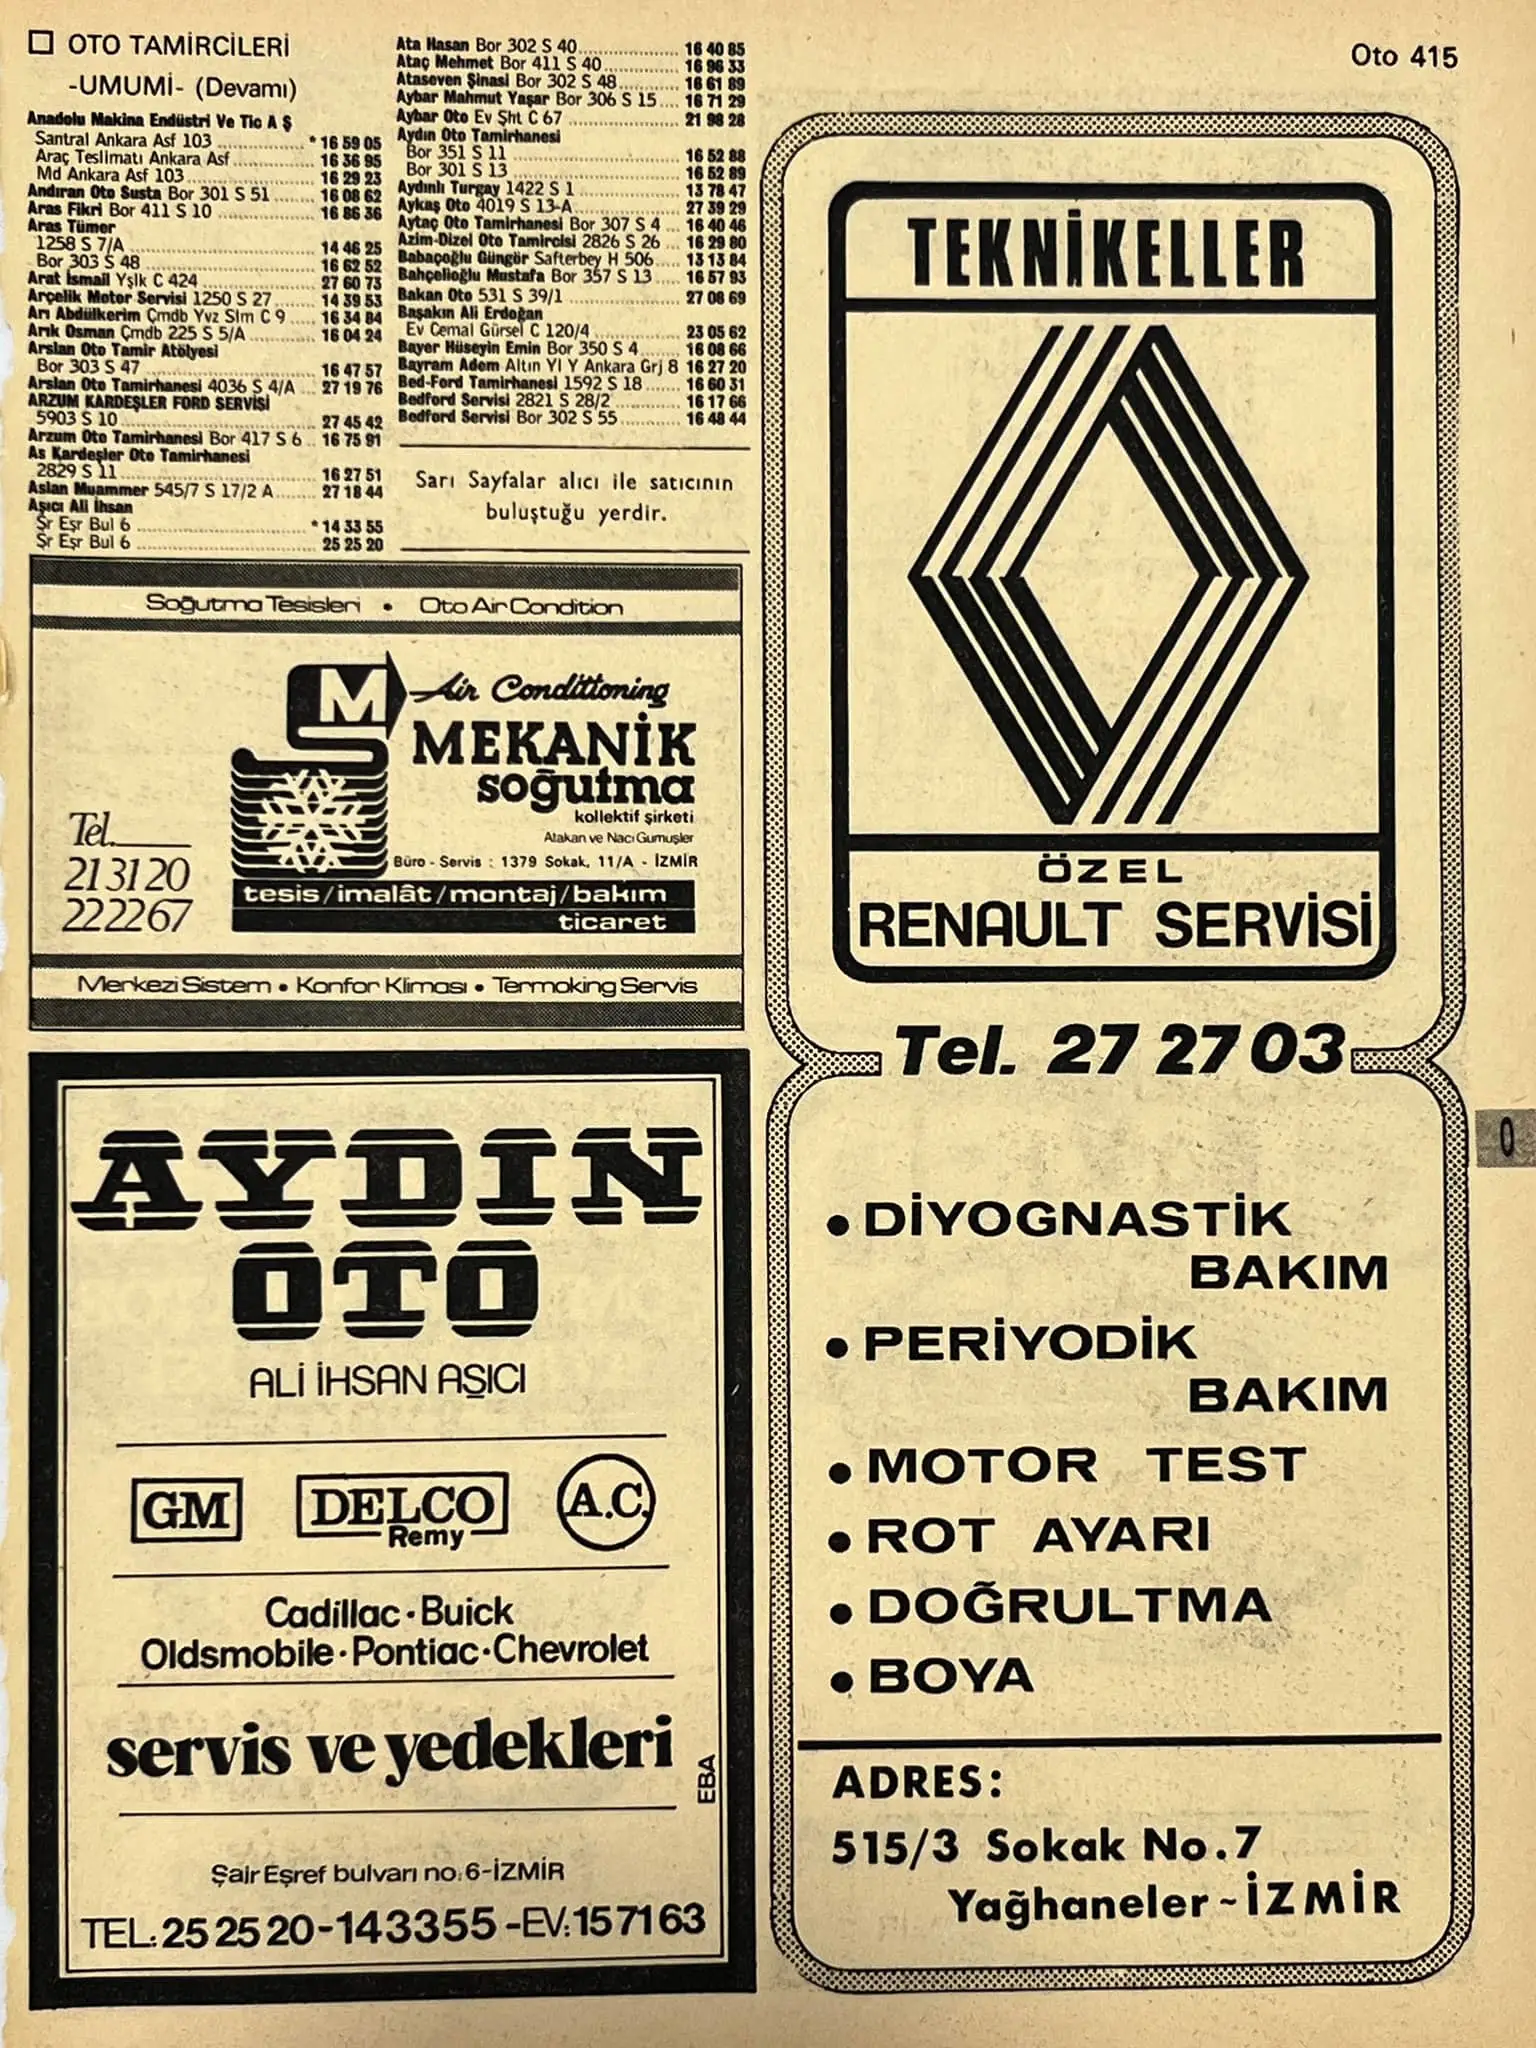 □ OTO TAMİRCİLERİ
-UMUMİ- (Devamı)
Anadolu Makina Endüstri Ve Tic A Ş
Santral Ankara Asf 103 ............... * 16 59 05
Araç Teslimatı Ankara Asf ............ 16 36 95
Md Ankara Asf 103 ............ 16 29 23
Andıran Oto Susta Bor 301 S 51 ....... 16 08 62
Aras Fikri Bor 411 S 10 ............ 16 86 36
Aras Tümer
1258 S 7/A ............ 14 46 25
Bor 303 S 48 ............ 16 62 52
Arat İsmail Yşlk C 424 ............ 27 60 73
Arçelik Motor Servisi 1250 S 27 ....... 14 39 53
Arı Abdülkerim Çmdb Yvz Slm C 9 ..... 16 34 84
Arık Osman Çmdb 225 S 5/A ............ 16 04 24
Arslan Oto Tamir Atölyesi
Bor 303 S 47 ............ 16 47 57
Arslan Oto Tamirhanesi 4036 S 4/A ... 27 19 76
ARZUM KARDEŞLER FORD SERVİSİ
5903 S 10 ............ 27 45 42
Arzum Oto Tamirhanesi Bor 417 S 6 .. 16 75 91
As Kardeşler Oto Tamirhanesi
2829 S 11 ............ 16 27 51
Aslan Muammer 545/7 S 17/2 A ....... 27 18 44
Aşıcı Ali İhsan
Şr Eşr Bul 6 ............ * 14 33 55
Şr Eşr Bul 6 ............ 25 25 20
Ata Hasan Bor 302 S 40 ............ 16 40 85
Ataç Mehmet Bor 411 S 40 ............ 16 96 33
Ataseven Şinasi Bor 302 S 48 ............ 16 61 89
Aybar Mahmut Yaşar Bor 306 S 15 .... 16 71 29
Aybar Oto Ev Şht C 67 ............ 21 98 28
Aydın Oto Tamirhanesi
Bor 351 S 11 ............ 16 52 88
Bor 301 S 13 ............ 16 52 89
Aydınlı Turgay 1422 S 1 ............ 13 78 47
Aykaş Oto 4019 S 13-A ............ 27 39 29
Aytaç Oto Tamirhanesi Bor 307 S 4 ... 16 40 46
Azim-Dizel Oto Tamircisi 2826 S 26 ... 16 29 80
Babaçoğlu Güngör Safterbey H 506 ..... 13 13 84
Bahçelioğlu Mustafa Bor 357 S 13 ..... 16 57 93
Bakan Oto 531 S 39/1 ............ 27 08 69
Başakın Ali Erdoğan
Ev Cemal Gürsel C 120/4 ............ 23 05 62
Bayer Hüseyin Emin Bor 350 S 4 ....... 16 08 66
Bayram Adem Altın Yl Y Ankara Grj 8 16 27 20
Bed-Ford Tamirhanesi 1592 S 18 ....... 16 60 31
Bedford Servisi 2821 S 28/2 ............ 16 17 66
Bedford Servisi Bor 302 S 55 ............ 16 48 44
Sarı Sayfalar alıcı ile satıcının
buluştuğu yerdir.
Soğutma Tesisleri • Oto Air Condition
MS
Air Conditioning
MEKANİK
soğutma
kollektif şirketi
Atakan ve Naci Gümüşler
Büro - Servis : 1379 Sokak, 11/A - İZMİR
Tel.
21 31 20
22 22 67
tesis/imalât/montaj/bakım
ticaret
Merkezi Sistem • Konfor Kliması • Termoking Servis
AYDIN
OTO
ALİ İHSAN AŞICI
GM
DELCO
Remy
A.C.
Cadillac · Buick
Oldsmobile · Pontiac · Chevrolet
servis ve yedekleri
EBA
Şair Eşref bulvarı no.6-İZMİR
TEL: 25 25 20-14 33 55 -EV: 15 71 63
Oto 415
TEKNİKELLER
ÖZEL
RENAULT SERVİSİ
Tel. 27 27 03
• DİYOGNASTİK
BAKIM
• PERİYODİK
BAKIM
• MOTOR TEST
• ROT AYARI
• DOĞRULTMA
• BOYA
ADRES:
515/3 Sokak No.7
Yağhaneler - İZMİR
O